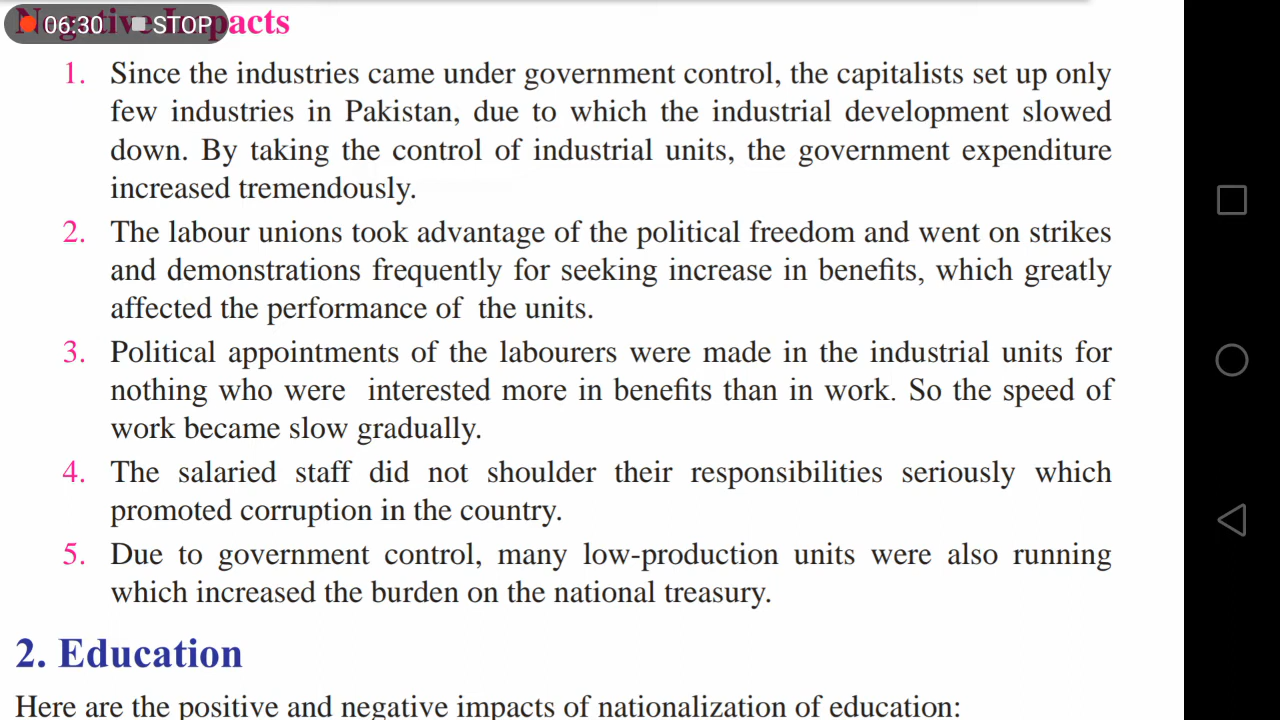 Negative Impacts
06:30 STOP
1. Since the industries came under government control, the capitalists set up only
few industries in Pakistan, due to which the industrial development slowed
down. By taking the control of industrial units, the government expenditure
increased tremendously.
2. The labour unions took advantage of the political freedom and went on strikes
and demonstrations frequently for seeking increase in benefits, which greatly
affected the performance of the units.
3. Political appointments of the labourers were made in the industrial units for
nothing who were interested more in benefits than in work. So the speed of
work became slow gradually.
4. The salaried staff did not shoulder their responsibilities seriously which
promoted corruption in the country.
5. Due to government control, many low-production units were also running
which increased the burden on the national treasury.
2. Education
Here are the positive and negative impacts of nationalization of education: